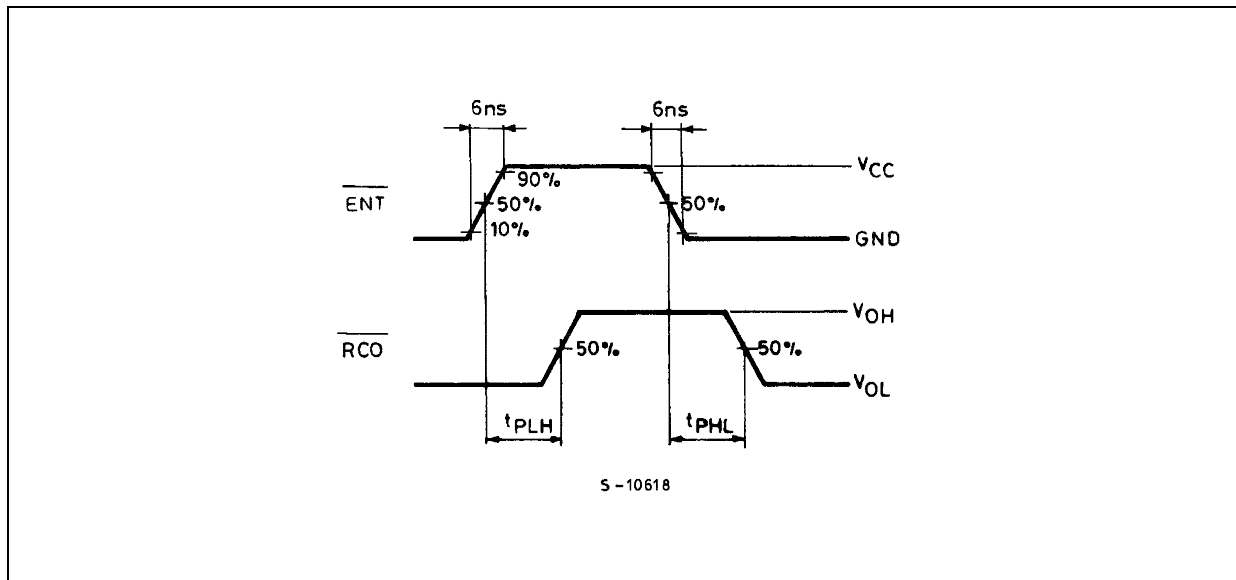 6ns 6ns
VCC
90%
ENT 50% 50%
10%
GND
VOH
RCO 50% 50%
VOL
tPLH tPHL
S-10618